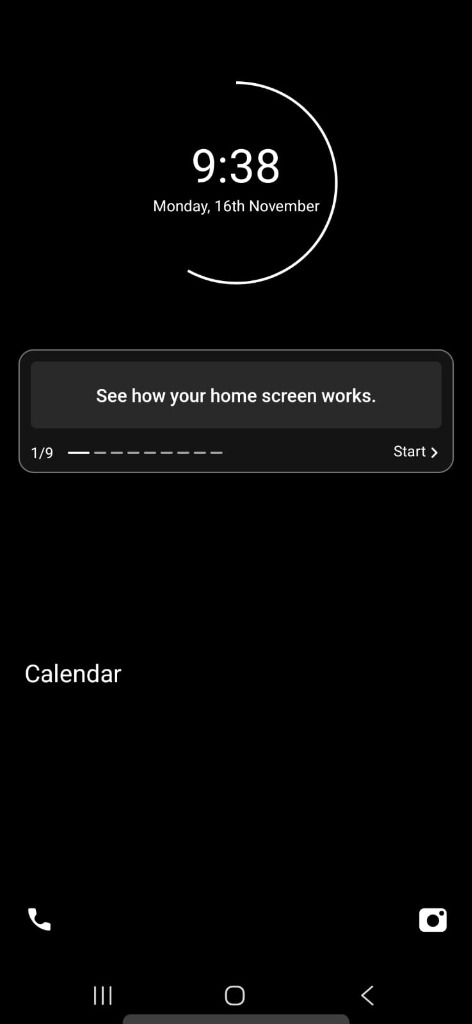 9:38
Monday, 16th November
See how your home screen works.
1/9
Start
Calendar